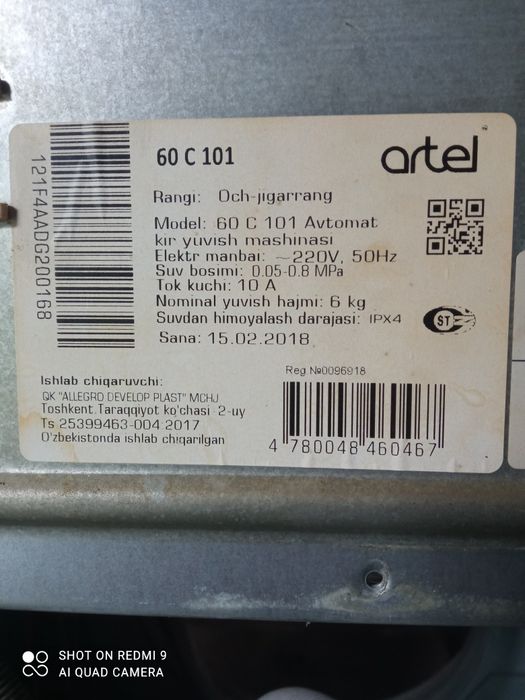 121F4AADG200168
60 C 101
artel
Rangi: Och-jigarrang
Model: 60 C 101 Avtomat
kir yuvish mashinasi
Elektr manbai: ~220V, 50Hz
Suv bosimi: 0.05-0.8 MPa
Tok kuchi: 10 A
Nominal yuvish hajmi: 6 kg
Suvdan himoyalash darajasi: IPX4
ST
Sana: 15.02.2018
Reg №0096918
Ishlab chiqaruvchi:
QK "ALLEGRO DEVELOP PLAST" MCHJ
Toshkent. Taraqqiyot ko'chasi 2-uy
Ts 25399463-004:2017
O'zbekistonda ishlab chiqarilgan
4 780048 460467
SHOT ON REDMI 9
AI QUAD CAMERA